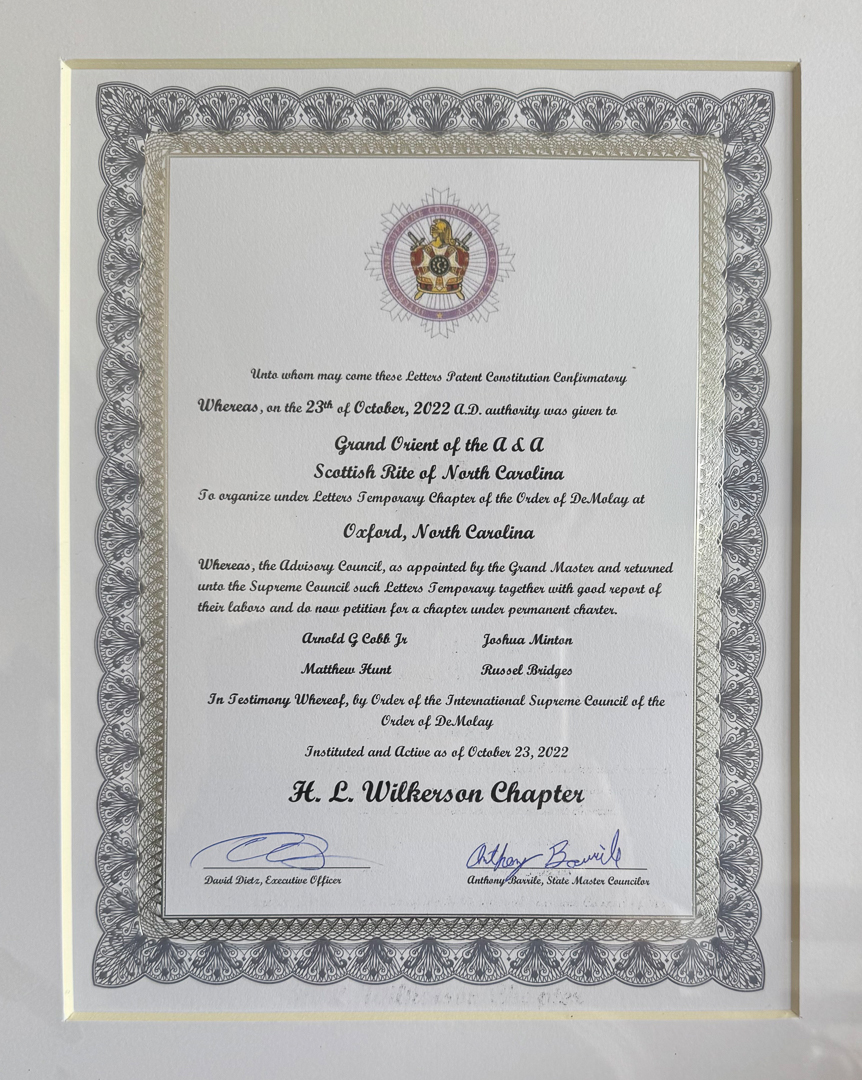 Unto whom may come these Letters Patent Constitution Confirmatory
Whereas, on the 23th of October, 2022 A.D. authority was given to
Grand Orient of the A & A
Scottish Rite of North Carolina
To organize under Letters Temporary Chapter of the Order of DeMolay at
Oxford, North Carolina
Whereas, the Advisory Council, as appointed by the Grand Master and returned
unto the Supreme Council such Letters Temporary together with good report of
their labors and do now petition for a chapter under permanent charter.
Arnold G Cobb Jr Joshua Minton
Matthew Hunt Russel Bridges
In Testimony Whereof, by Order of the International Supreme Council of the
Order of DeMolay
Instituted and Active as of October 23, 2022
H. L. Wilkerson Chapter
Anthony Barrile
David Dietz, Executive Officer Anthony Barrile, State Master Councilor